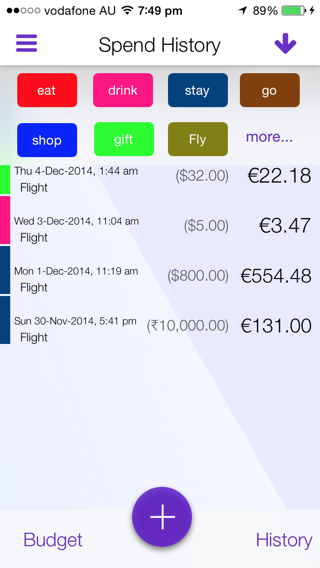 vodafone AU 7:49 pm 89%
Spend History
eat drink stay go
shop gift Fly more...
Thu 4-Dec-2014, 1:44 am ($32.00) €22.18
Flight
Wed 3-Dec-2014, 11:04 am ($5.00) €3.47
Flight
Mon 1-Dec-2014, 11:19 am ($800.00) €554.48
Flight
Sun 30-Nov-2014, 5:41 pm (₹10,000.00) €131.00
Flight
Budget History